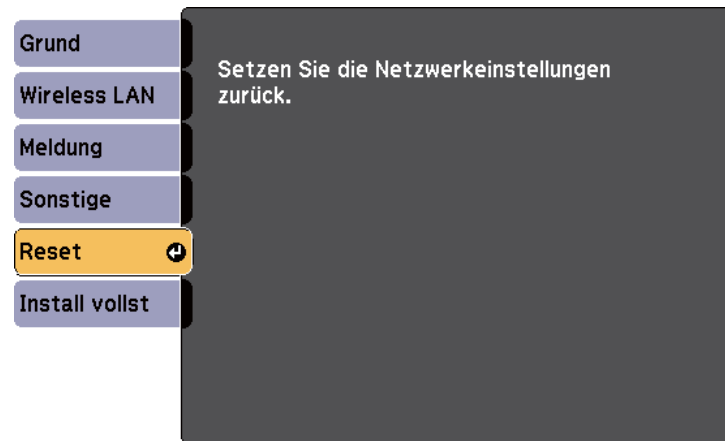 Grund
Wireless LAN
Meldung
Sonstige
Reset
Install vollst
Setzen Sie die Netzwerkeinstellungen
zurück.